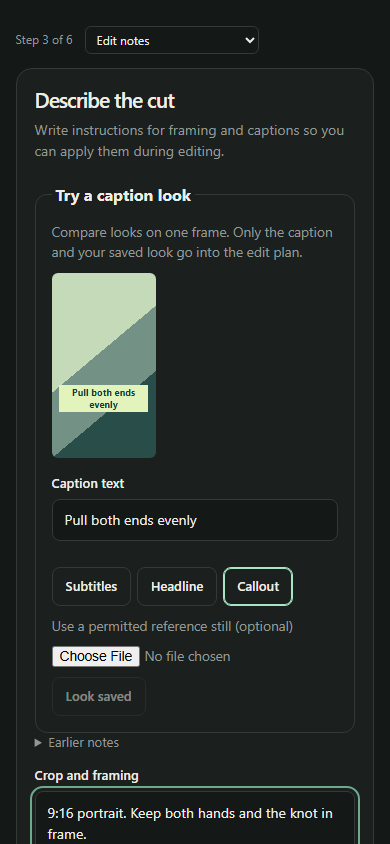 Step 3 of 6
Edit notes
Describe the cut
Write instructions for framing and captions so you
can apply them during editing.
Try a caption look
Compare looks on one frame. Only the caption
and your saved look go into the edit plan.
Pull both ends
evenly
Caption text
Pull both ends evenly
Subtitles
Headline
Callout
Use a permitted reference still (optional)
Choose File No file chosen
Look saved
Earlier notes
Crop and framing
9:16 portrait. Keep both hands and the knot in
frame.